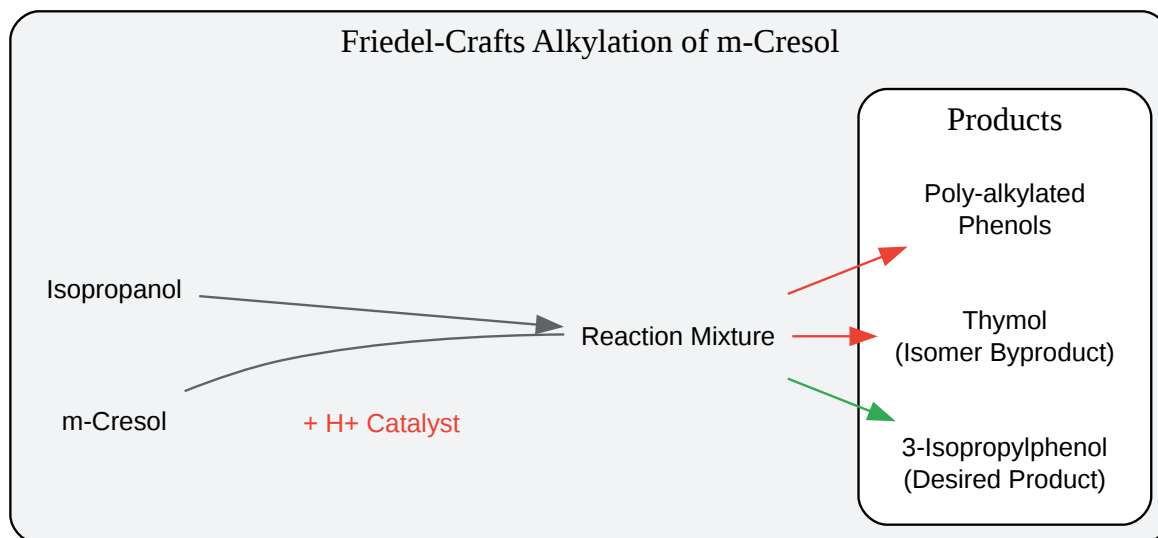 Friedel-Crafts Alkylation of m-Cresol
Products
Poly-alkylated
Phenols
Isopropanol
Reaction Mixture
Thymol
(Isomer Byproduct)
m-Cresol
+ H+ Catalyst
3-Isopropylphenol
(Desired Product)